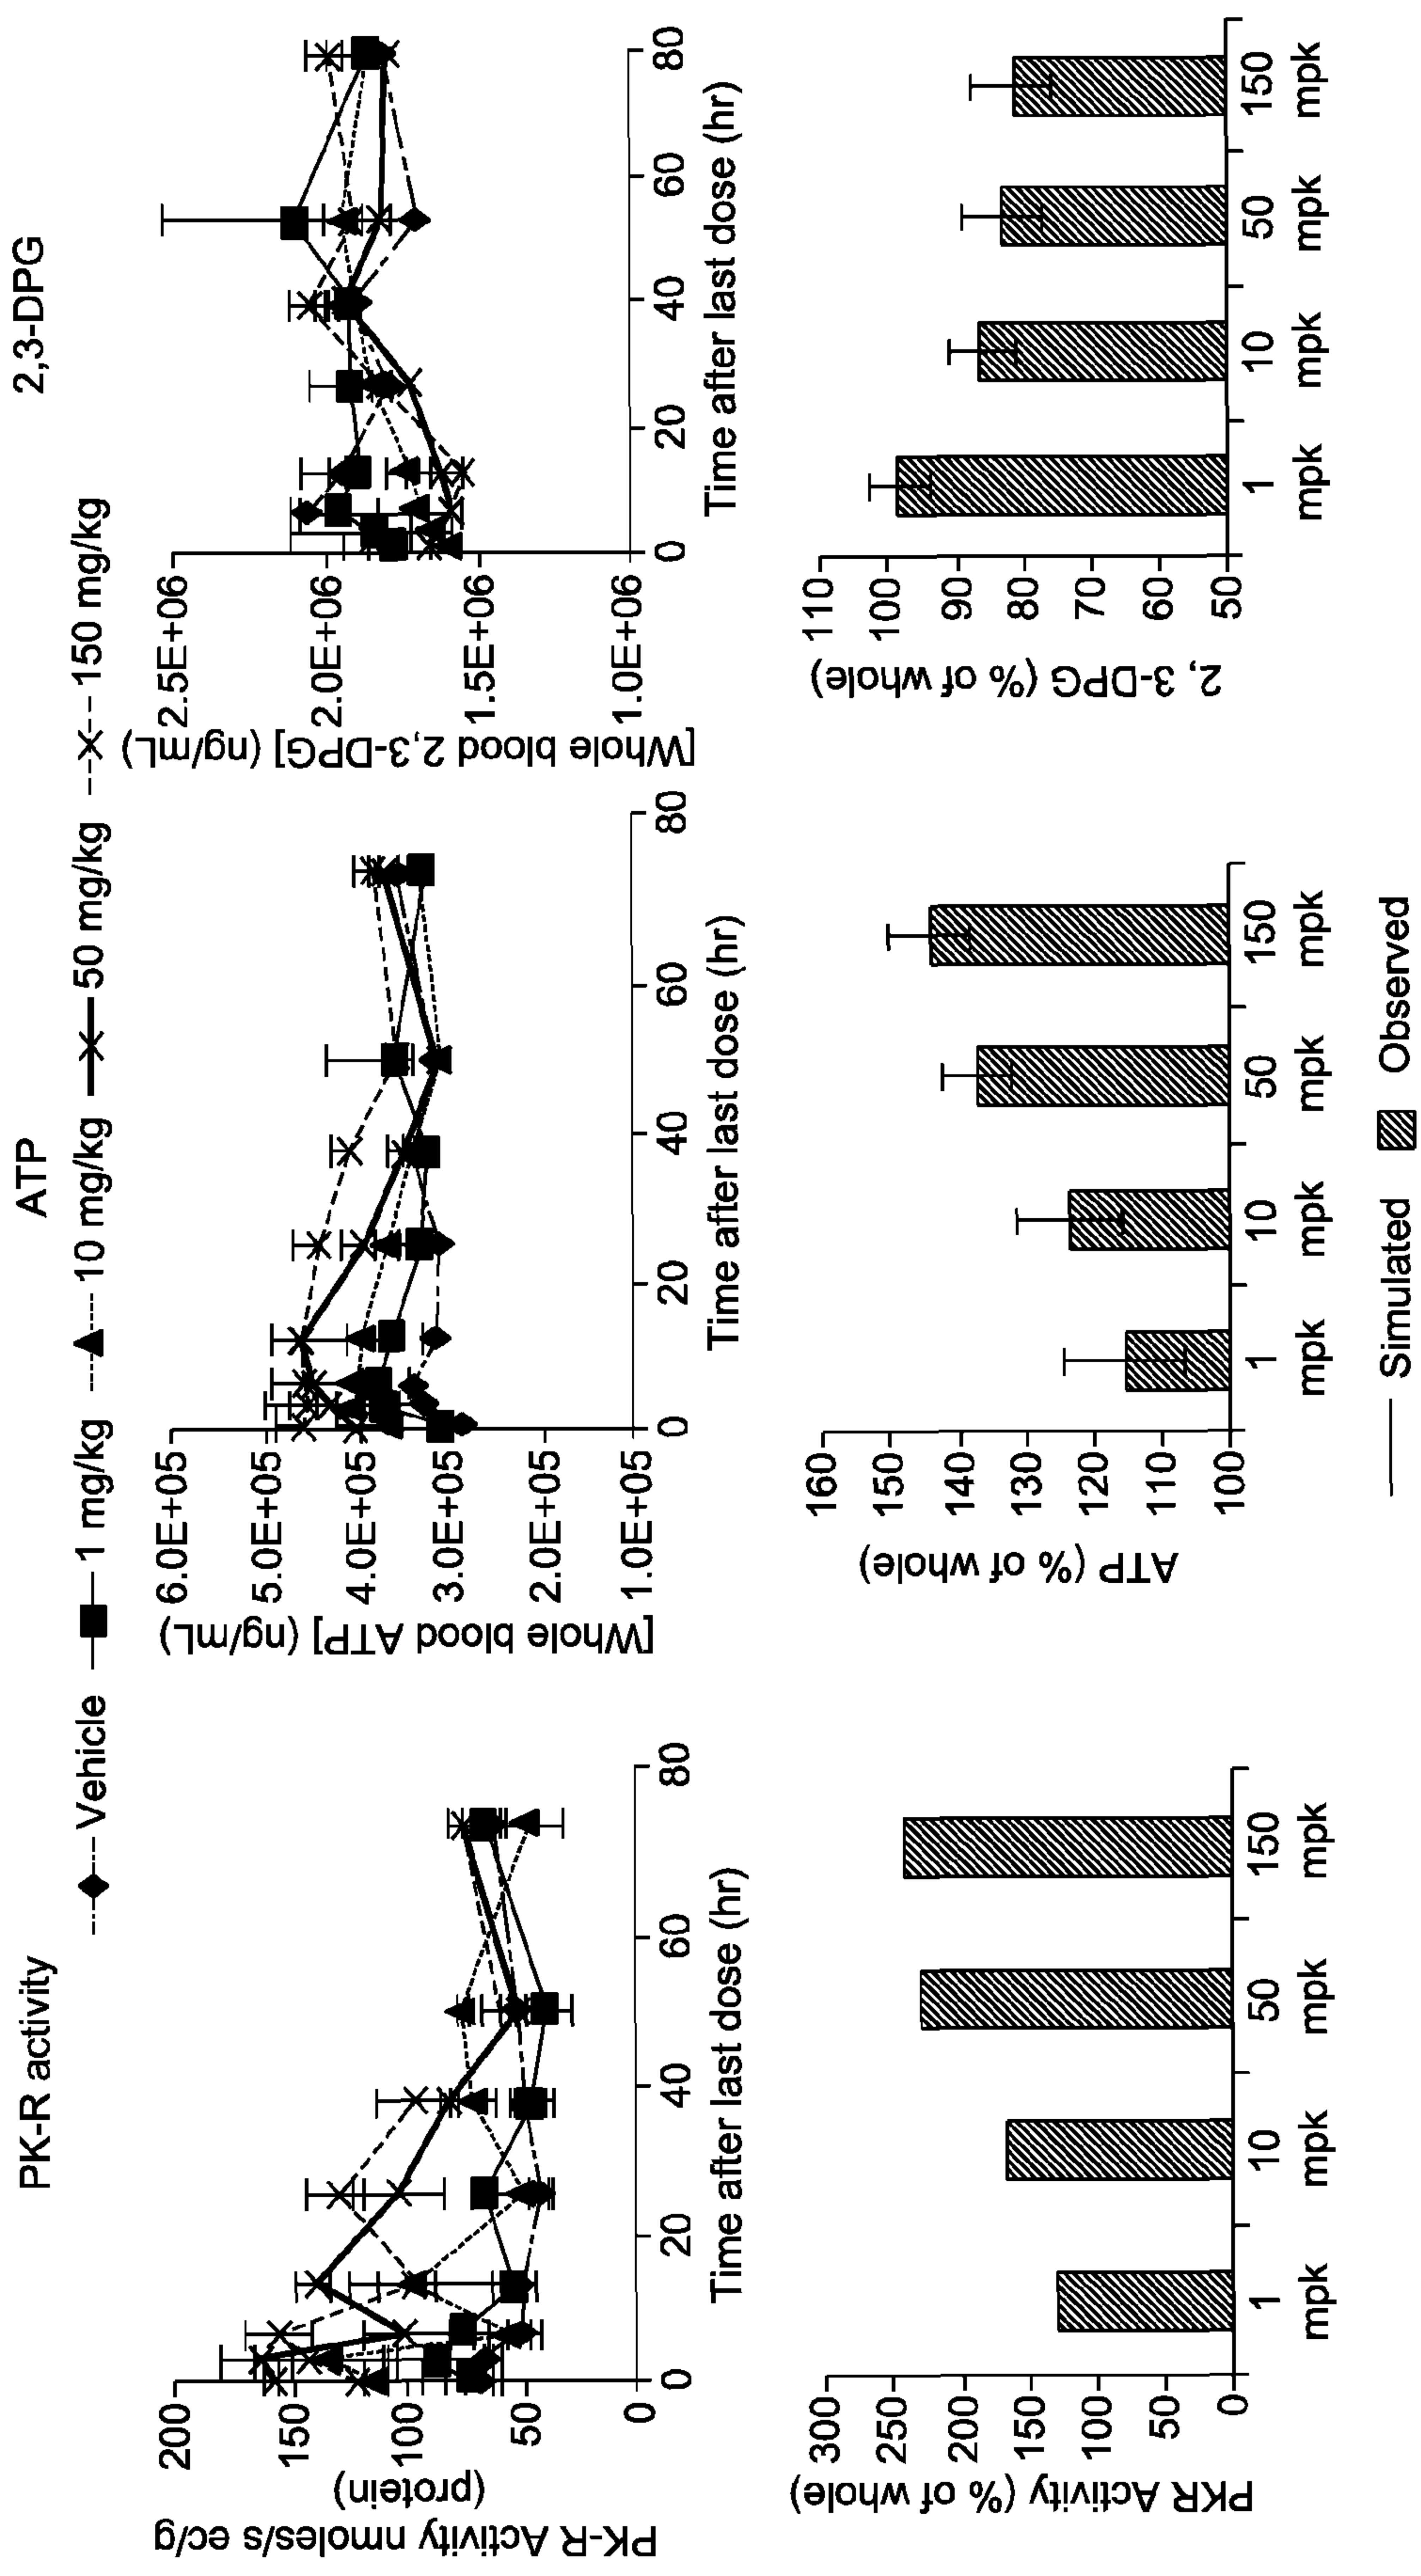 PK-R activity
ATP
2,3-DPG
Vehicle
1 mg/kg
10 mg/kg
50 mg/kg
150 mg/kg
PK-R Activity nmoles/s ec/g
(protein)
200
150
100
50
0
0
20
40
60
80
Time after last dose (hr)
[Whole blood ATP] (ng/mL)
6.0E+05
5.0E+05
4.0E+05
3.0E+05
2.0E+05
1.0E+05
0
20
40
60
80
Time after last dose (hr)
[Whole blood 2,3-DPG] (ng/mL)
2.5E+06
2.0E+06
1.5E+06
1.0E+06
0
20
40
60
80
Time after last dose (hr)
PKR Activity (% of whole)
300
250
200
150
100
50
0
1
mpk
10
mpk
50
mpk
150
mpk
ATP (% of whole)
160
150
140
130
120
110
100
1
mpk
10
mpk
50
mpk
150
mpk
2, 3-DPG (% of whole)
110
100
90
80
70
60
50
1
mpk
10
mpk
50
mpk
150
mpk
Simulated
Observed